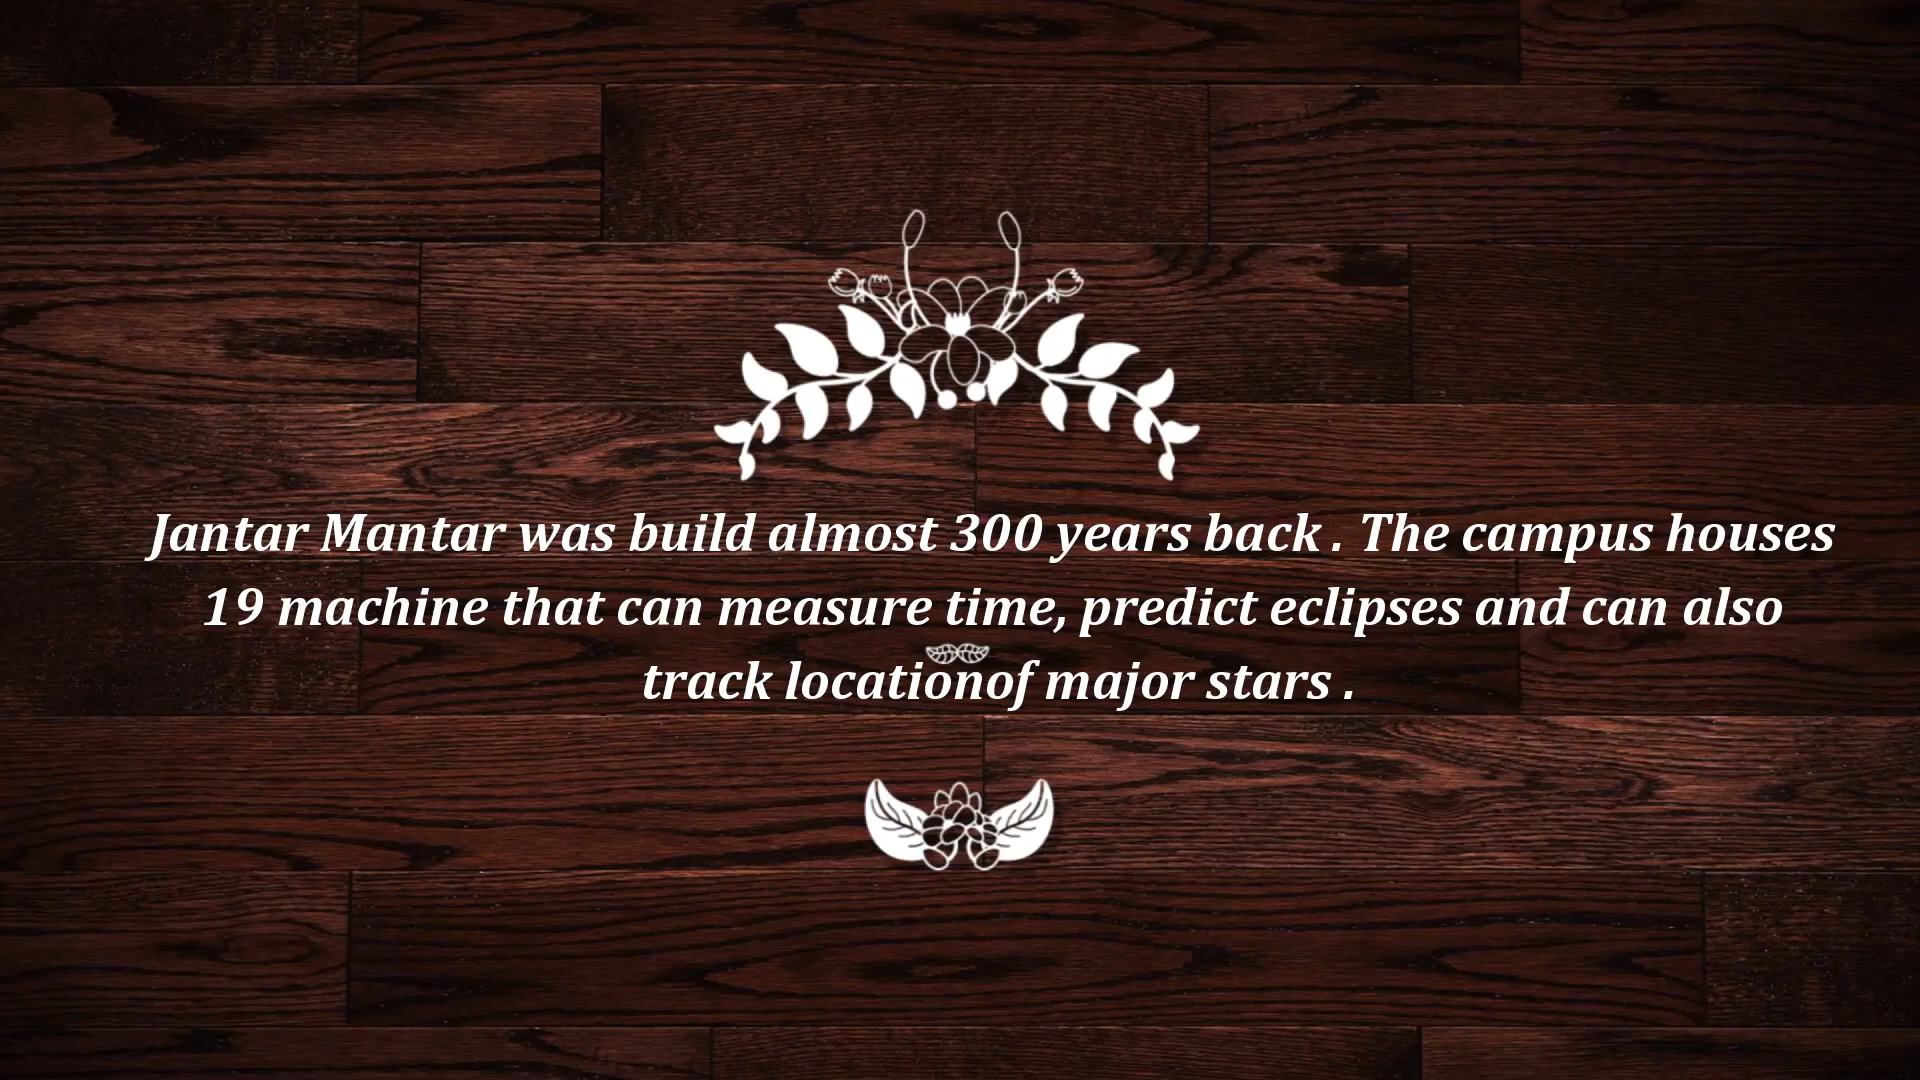 Jantar Mantar was build almost 300 years back . The campus houses
19 machine that can measure time, predict eclipses and can also
track locationof major stars .